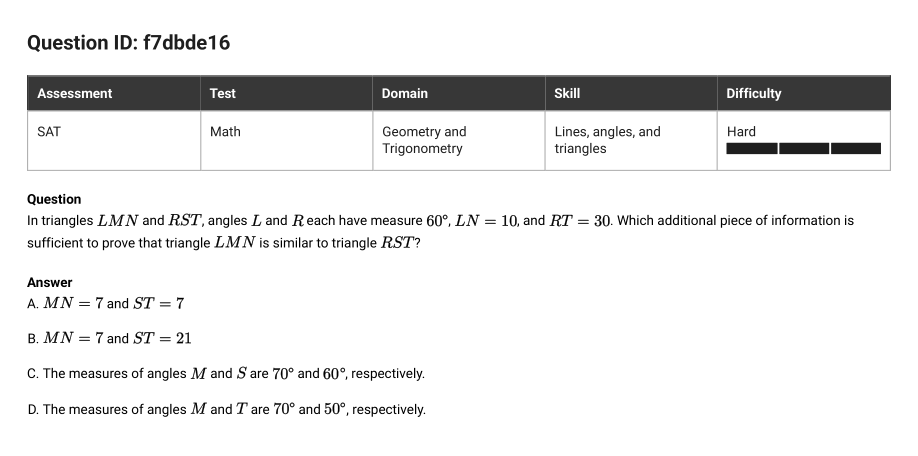 Question ID: f7dbde16
Assessment Test Domain Skill Difficulty
SAT Math Geometry and Lines, angles, and Hard
Trigonometry triangles
Question
In triangles LMN and RST, angles L and R each have measure 60°, LN = 10, and RT = 30. Which additional piece of information is
sufficient to prove that triangle LMN is similar to triangle RST?
Answer
A. MN = 7 and ST = 7
B. MN = 7 and ST = 21
C. The measures of angles M and S are 70° and 60°, respectively.
D. The measures of angles M and T are 70° and 50°, respectively.